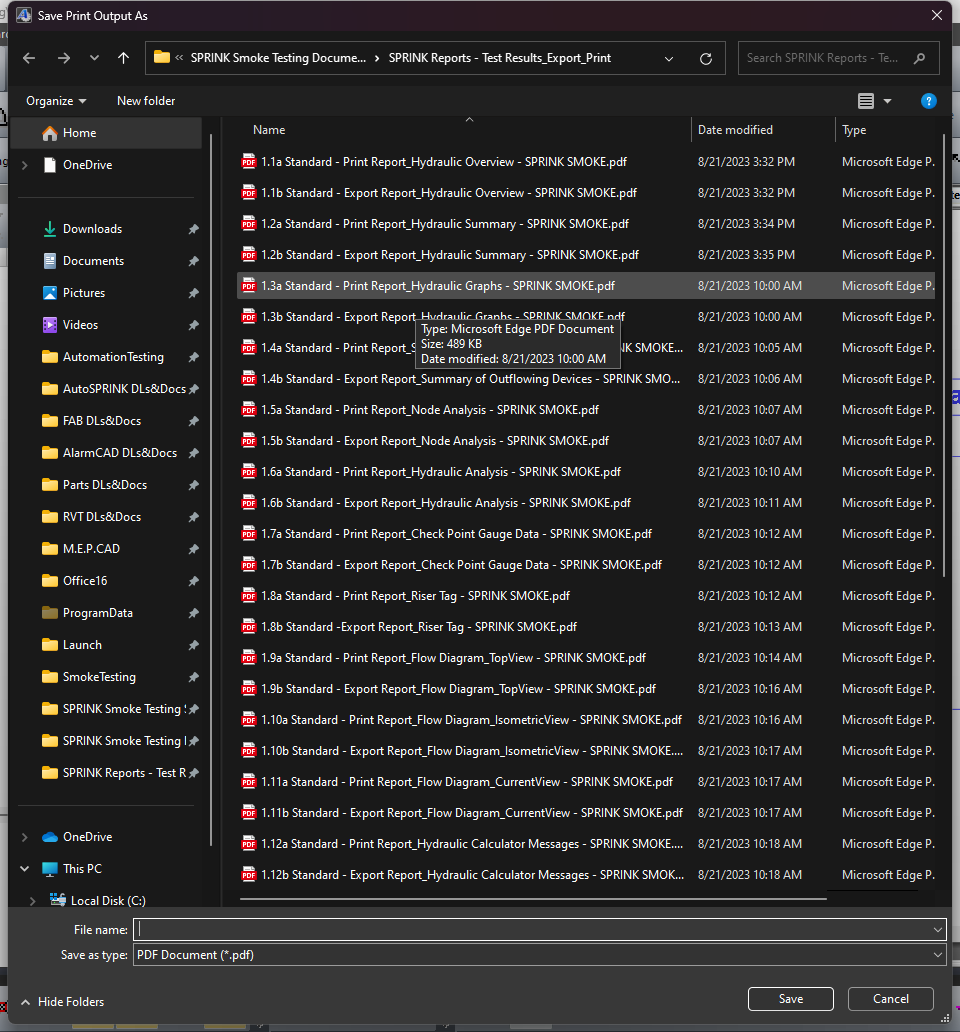 Save Print Output As
« SPRINK Smoke Testing Docume... › SPRINK Reports - Test Results_Export_Print
Search SPRINK Reports - Te...
Organize New folder
Name Date modified Type
Home
OneDrive
Downloads
Documents
Pictures
Videos
AutomationTesting
AutoSPRINK DLs&Docs
FAB DLs&Docs
AlarmCAD DLs&Docs
Parts DLs&Docs
RVT DLs&Docs
M.E.P.CAD
Office16
ProgramData
Launch
SmokeTesting
SPRINK Smoke Testing
SPRINK Smoke Testing
SPRINK Reports - Test R
OneDrive
This PC
Local Disk (C:)
1.1a Standard - Print Report_Hydraulic Overview - SPRINK SMOKE.pdf 8/21/2023 3:32 PM Microsoft Edge P.
1.1b Standard - Export Report_Hydraulic Overview - SPRINK SMOKE.pdf 8/21/2023 3:32 PM Microsoft Edge P.
1.2a Standard - Print Report_Hydraulic Summary - SPRINK SMOKE.pdf 8/21/2023 3:34 PM Microsoft Edge P.
1.2b Standard - Export Report_Hydraulic Summary - SPRINK SMOKE.pdf 8/21/2023 3:35 PM Microsoft Edge P.
1.3a Standard - Print Report_Hydraulic Graphs - SPRINK SMOKE.pdf 8/21/2023 10:00 AM Microsoft Edge P.
1.3b Standard - Export Report_Hydraulic Graphs - SPRINK SMOKE.pdf 8/21/2023 10:00 AM Microsoft Edge P.
Type: Microsoft Edge PDF Document
Size: 489 KB
Date modified: 8/21/2023 10:00 AM
1.4a Standard - Print Report_ SMOKE... 8/21/2023 10:05 AM Microsoft Edge P.
1.4b Standard - Export Report_Summary of Outflowing Devices - SPRINK SMO... 8/21/2023 10:06 AM Microsoft Edge P.
1.5a Standard - Print Report_Node Analysis - SPRINK SMOKE.pdf 8/21/2023 10:07 AM Microsoft Edge P.
1.5b Standard - Export Report_Node Analysis - SPRINK SMOKE.pdf 8/21/2023 10:07 AM Microsoft Edge P.
1.6a Standard - Print Report_Hydraulic Analysis - SPRINK SMOKE.pdf 8/21/2023 10:10 AM Microsoft Edge P.
1.6b Standard - Export Report_Hydraulic Analysis - SPRINK SMOKE.pdf 8/21/2023 10:11 AM Microsoft Edge P.
1.7a Standard - Print Report_Check Point Gauge Data - SPRINK SMOKE.pdf 8/21/2023 10:12 AM Microsoft Edge P.
1.7b Standard - Export Report_Check Point Gauge Data - SPRINK SMOKE.pdf 8/21/2023 10:12 AM Microsoft Edge P.
1.8a Standard - Print Report_Riser Tag - SPRINK SMOKE.pdf 8/21/2023 10:12 AM Microsoft Edge P.
1.8b Standard -Export Report_Riser Tag - SPRINK SMOKE.pdf 8/21/2023 10:13 AM Microsoft Edge P.
1.9a Standard - Print Report_Flow Diagram_TopView - SPRINK SMOKE.pdf 8/21/2023 10:14 AM Microsoft Edge P.
1.9b Standard - Export Report_Flow Diagram_TopView - SPRINK SMOKE.pdf 8/21/2023 10:16 AM Microsoft Edge P.
1.10a Standard - Print Report_Flow Diagram_IsometricView - SPRINK SMOKE.pdf 8/21/2023 10:16 AM Microsoft Edge P.
1.10b Standard - Export Report_Flow Diagram_IsometricView - SPRINK SMOKE.... 8/21/2023 10:17 AM Microsoft Edge P.
1.11a Standard - Print Report_Flow Diagram_CurrentView - SPRINK SMOKE.pdf 8/21/2023 10:17 AM Microsoft Edge P.
1.11b Standard - Export Report_Flow Diagram_CurrentView - SPRINK SMOKE.pdf 8/21/2023 10:17 AM Microsoft Edge P.
1.12a Standard - Print Report_Hydraulic Calculator Messages - SPRINK SMOKE.... 8/21/2023 10:18 AM Microsoft Edge P.
1.12b Standard - Export Report_Hydraulic Calculator Messages - SPRINK SMOK... 8/21/2023 10:18 AM Microsoft Edge P.
File name:
Save as type: PDF Document (*.pdf)
Hide Folders Save Cancel